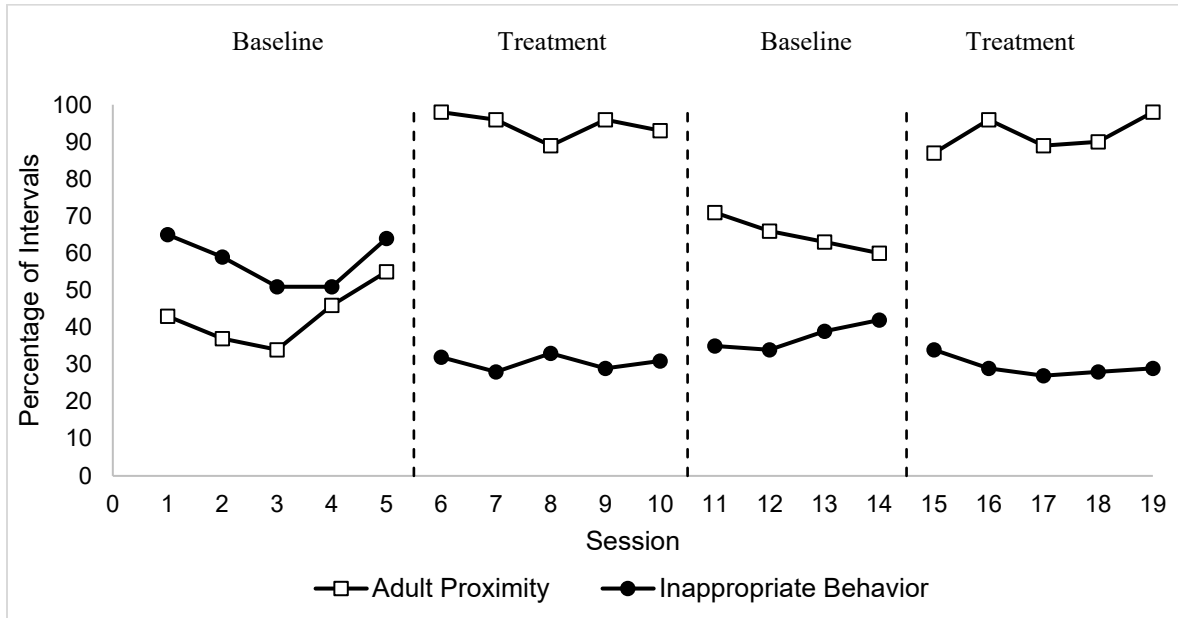 Baseline Treatment Baseline Treatment
100
90
80
70
60
50
40
30
20
10
0
Percentage of Intervals
0 1 2 3 4 5 6 7 8 9 10 11 12 13 14 15 16 17 18 19
Session
Adult Proximity Inappropriate Behavior